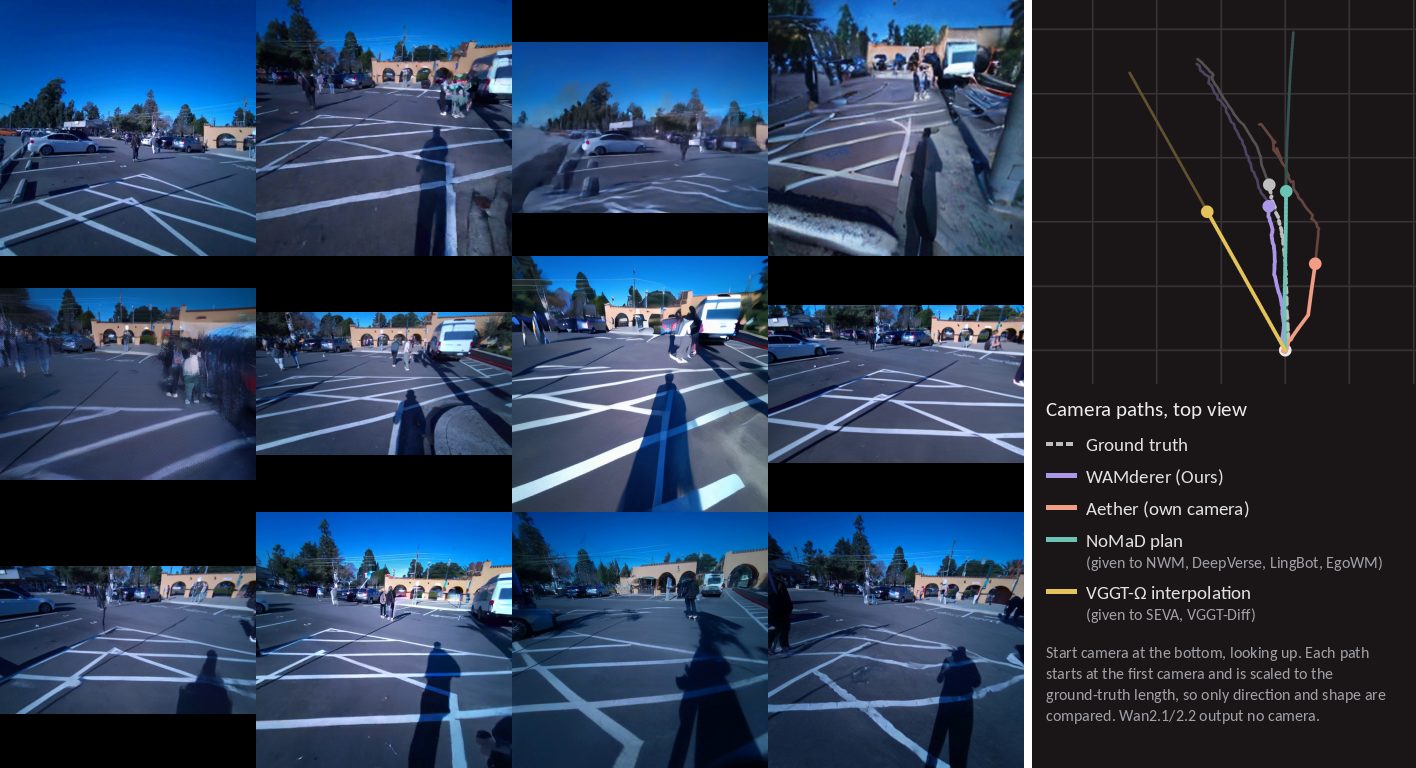 Camera paths, top view
Ground truth
WAMderer (Ours)
Aether (own camera)
NoMaD plan
(given to NWM, DeepVerse, LingBot, EgoWM)
VGGT-Ω interpolation
(given to SEVA, VGGT-Diff)
Start camera at the bottom, looking up. Each path
starts at the first camera and is scaled to the
ground-truth length, so only direction and shape are
compared. Wan2.1/2.2 output no camera.